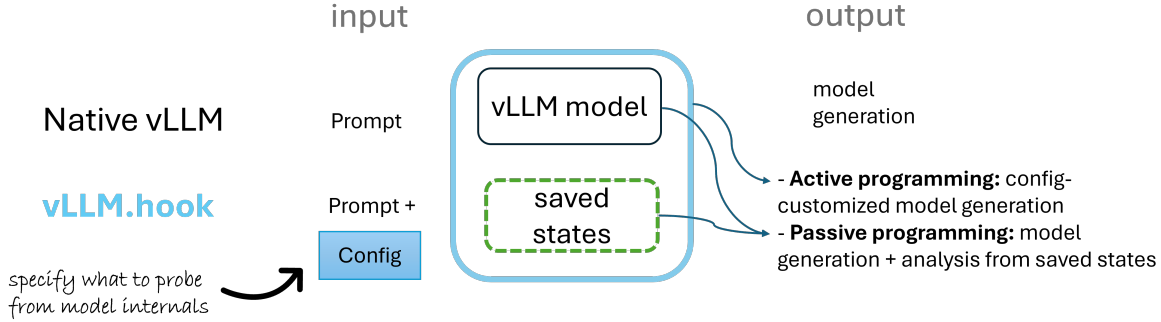 input
output
Native vLLM
Prompt
vLLM model
model
generation
vLLM.hook
Prompt +
Config
saved
states
- Active programming: config-
customized model generation
- Passive programming: model
generation + analysis from saved states
specify what to probe
from model internals